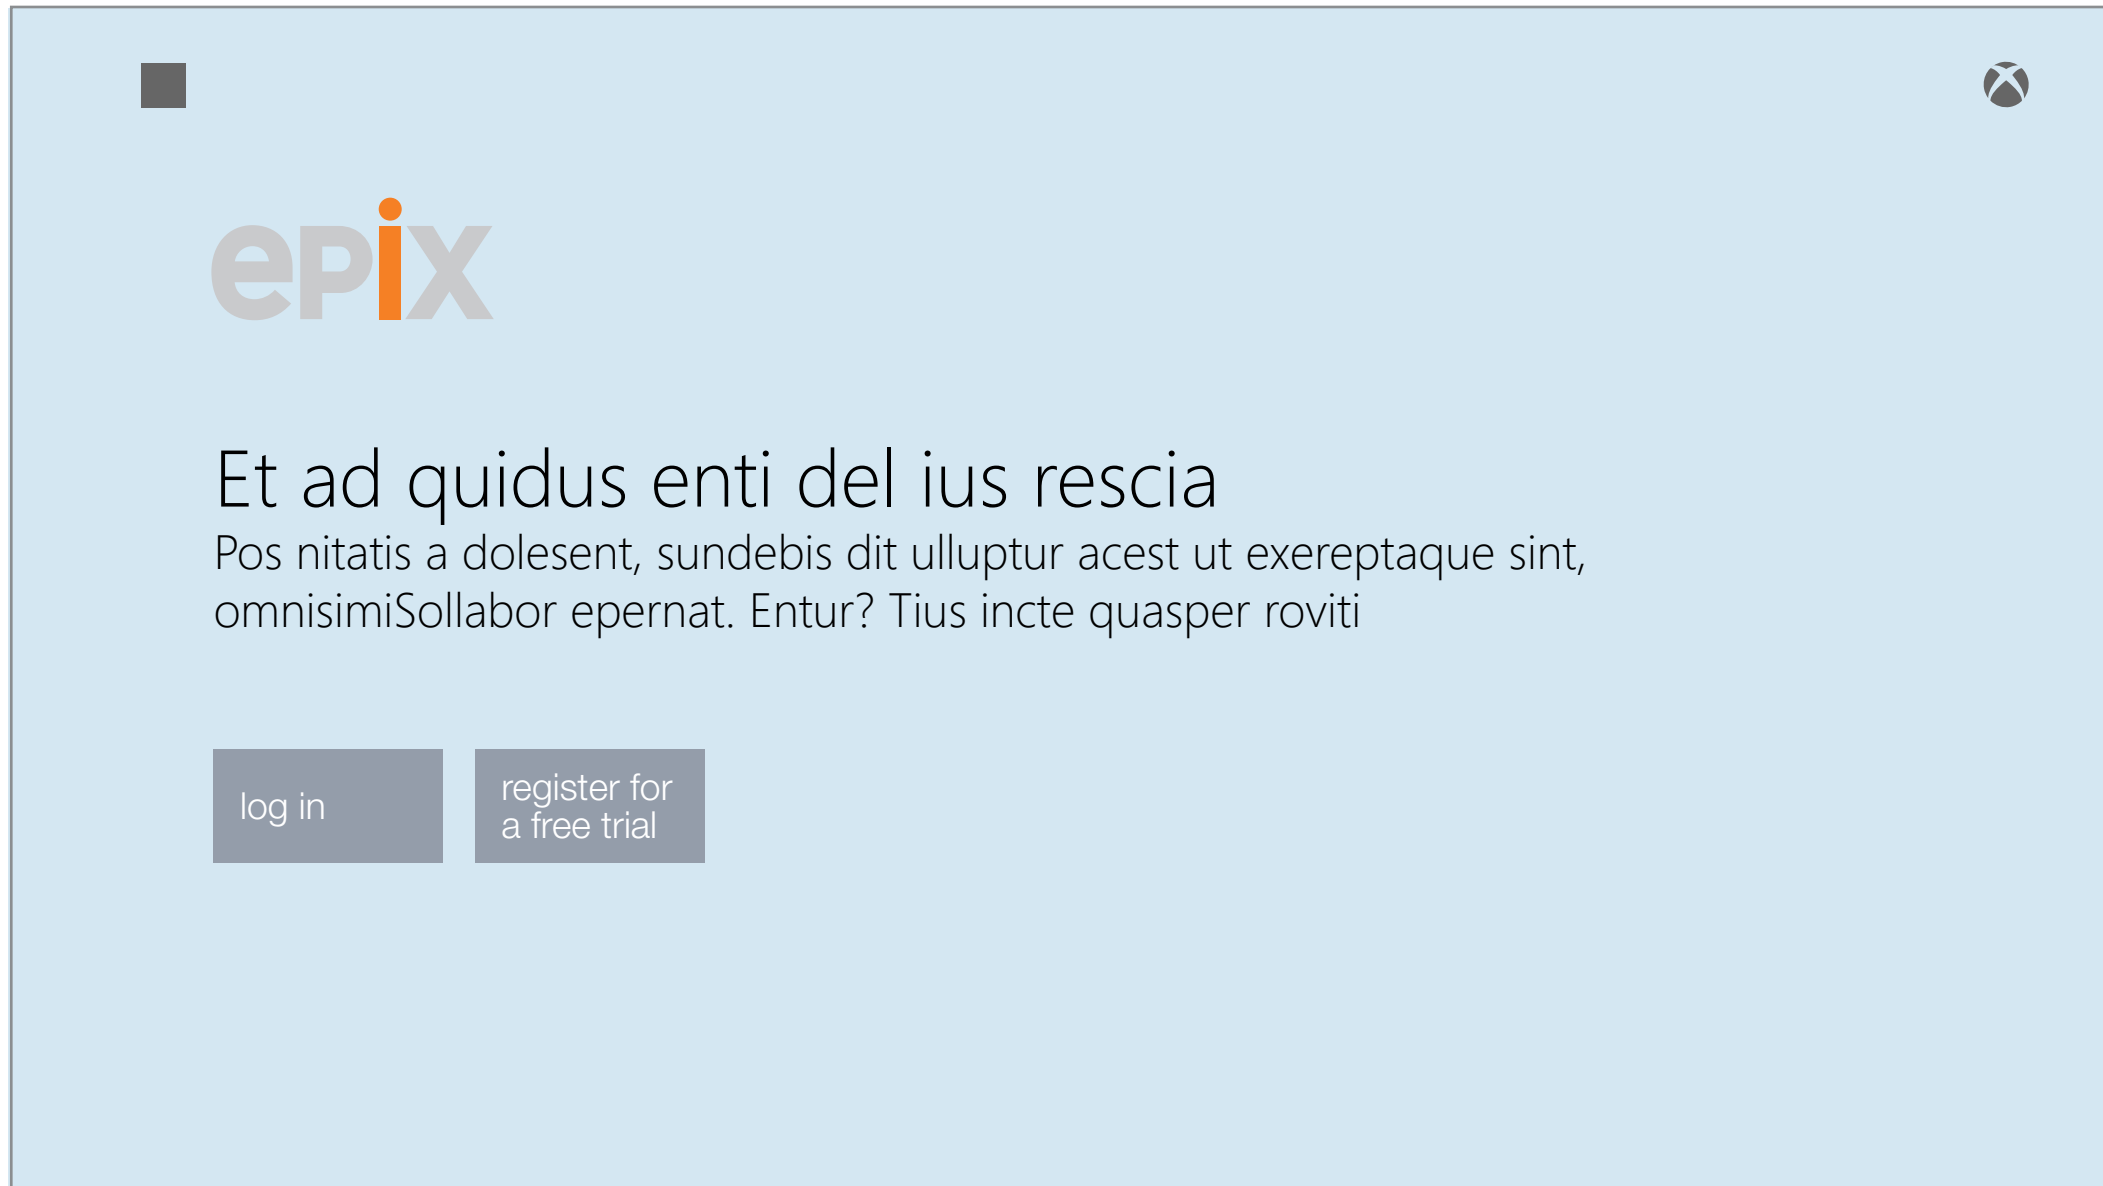 epix
Et ad quidus enti del ius rescia
Pos nitatis a dolesent, sundebis dit ulluptur acest ut exereptaque sint,
omnisimiSollabor epernat. Entur? Tius incte quasper roviti
log in
register for
a free trial